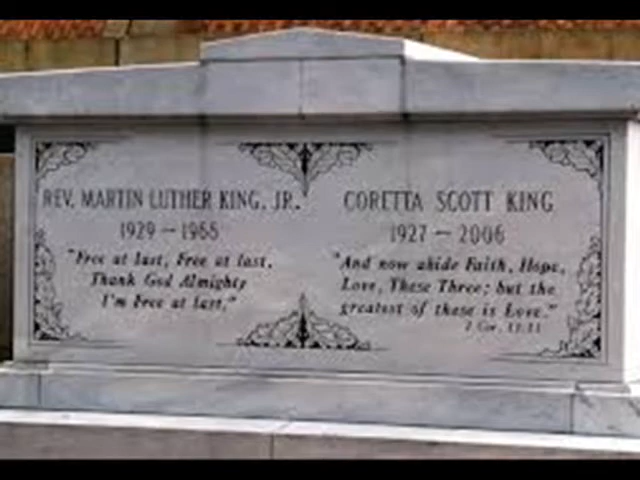 REV. MARTIN LUTHER KING, JR.
1929 — 1968
"Free at last, Free at last,
Thank God Almighty
I'm Free at last."
CORETTA SCOTT KING
1927 — 2006
"And now abide Faith, Hope,
Love, These Three; but the
greatest of these is Love."
Cor.